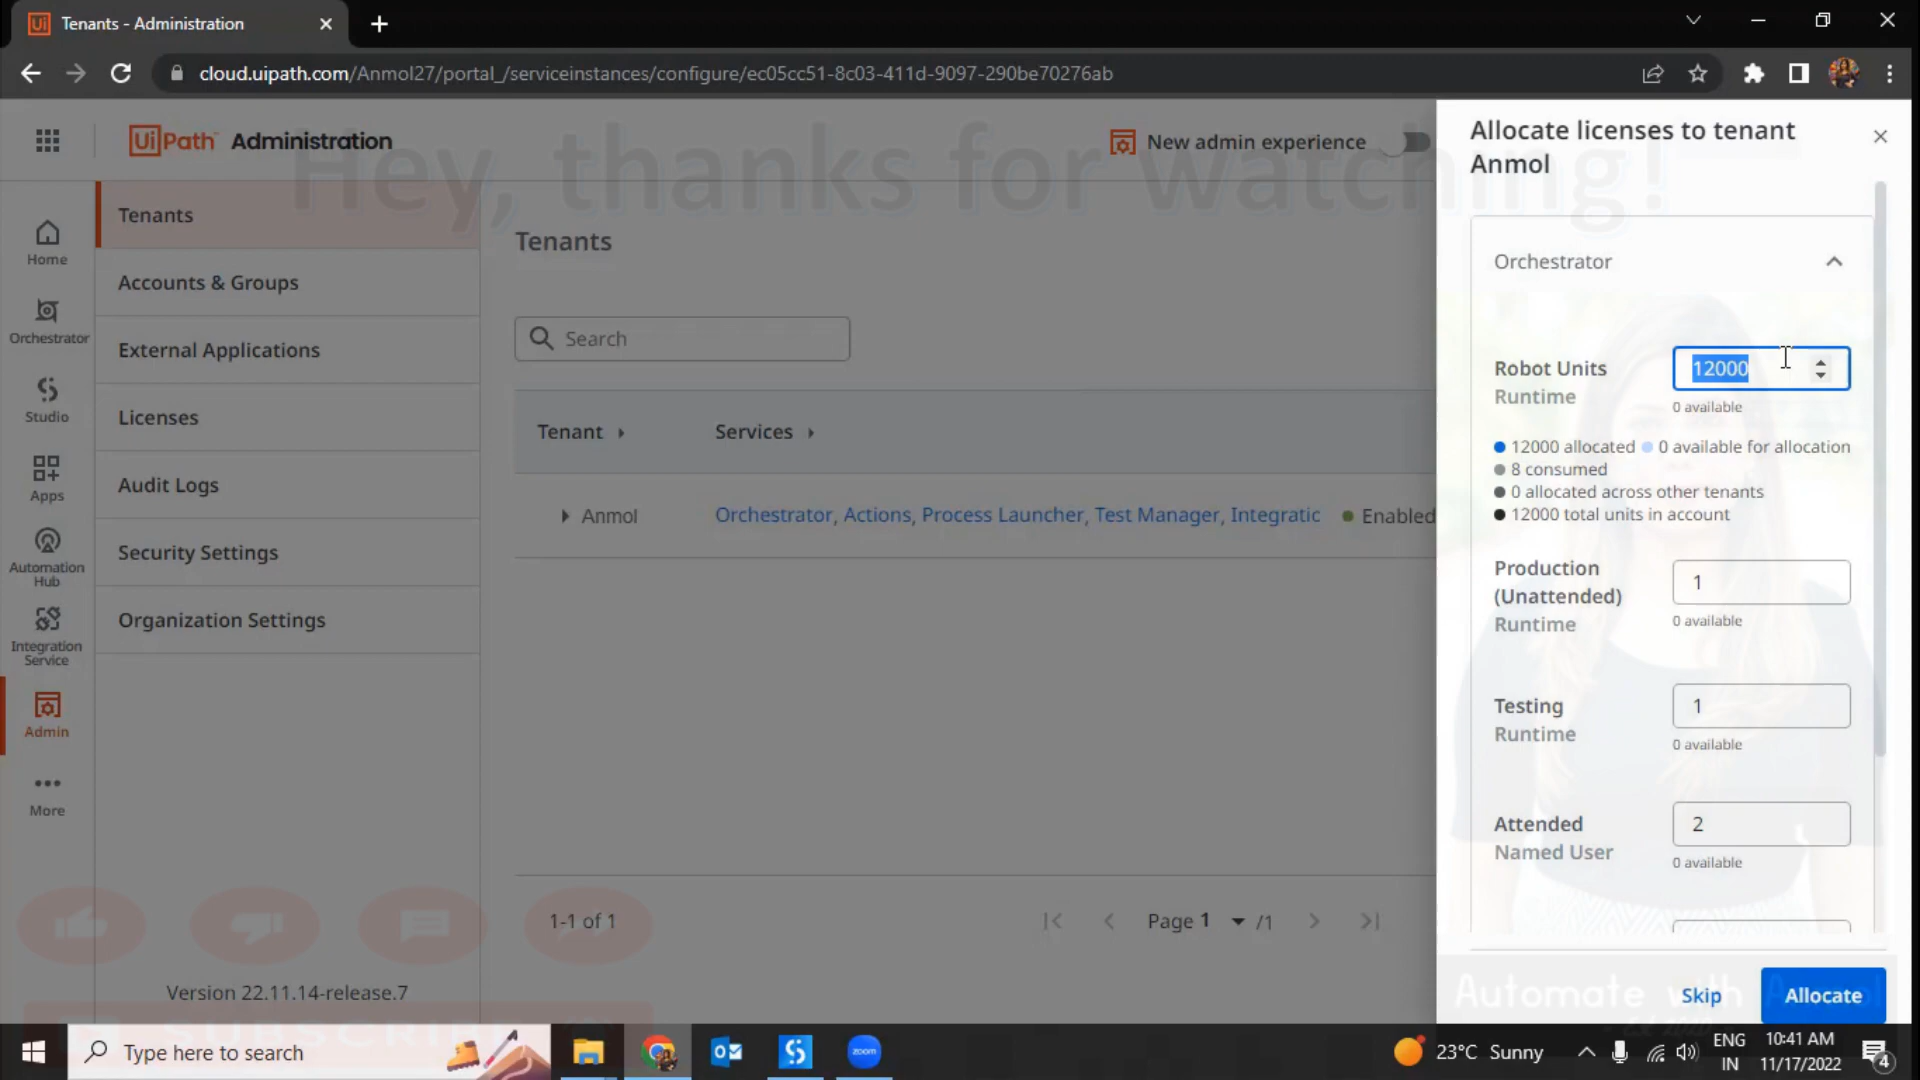 Tenants - Administration
cloud.uipath.com/Anmol27/portal_/serviceinstances/configure/ec05cc51-8c03-411d-9097-290be70276ab
Ui Path Administration
New admin experience
Hey, thanks for watching!
Home
Orchestrator
Studio
Apps
Automation
Hub
Integration
Service
Admin
More
Tenants
Accounts & Groups
External Applications
Licenses
Audit Logs
Security Settings
Organization Settings
Version 22.11.14-release.7
Tenants
Search
Tenant Services
Anmol Orchestrator, Actions, Process Launcher, Test Manager, Integratic Enabled
1-1 of 1 Page 1 /1
Allocate licenses to tenant
Anmol
Orchestrator
Robot Units
Runtime
12000
0 available
12000 allocated 0 available for allocation
8 consumed
0 allocated across other tenants
12000 total units in account
Production
(Unattended)
Runtime
1
0 available
Testing
Runtime
1
0 available
Attended
Named User
2
0 available
Automate with
Skip Allocate
SUBSCRIBE
Type here to search
zoom
23°C Sunny
ENG
IN
10:41 AM
11/17/2022
4